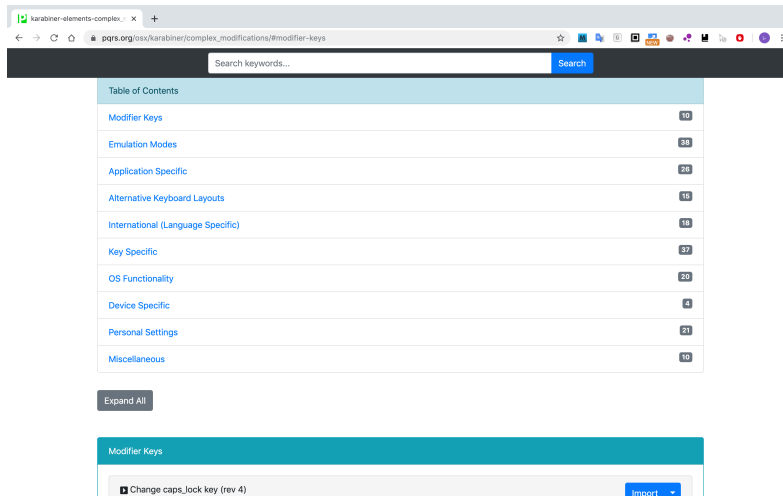 karabiner-elements-complex_
pqrs.org/osx/karabiner/complex_modifications/#modifier-keys
NEW
Search keywords...
Search
Table of Contents
Modifier Keys 10
Emulation Modes 38
Application Specific 26
Alternative Keyboard Layouts 15
International (Language Specific) 18
Key Specific 37
OS Functionality 20
Device Specific 4
Personal Settings 21
Miscellaneous 10
Expand All
Modifier Keys
Change caps_lock key (rev 4)
Import